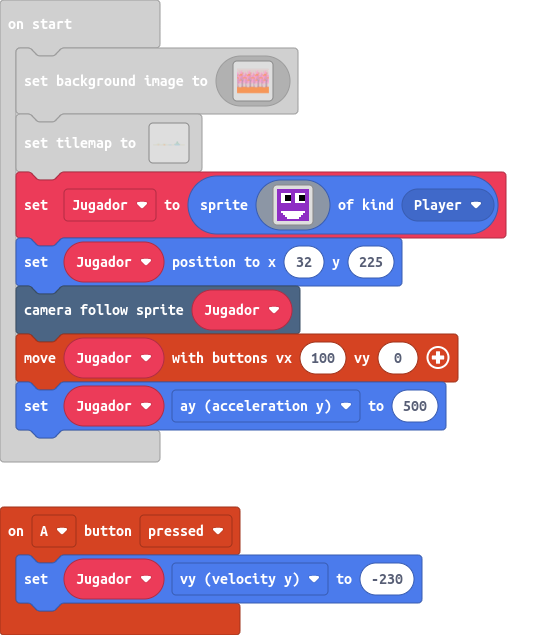 on start
set background image to
set tilemap to
set Jugador to sprite of kind Player
set Jugador position to x 32 y 225
camera follow sprite Jugador
move Jugador with buttons vx 100 vy 0
set Jugador ay (acceleration y) to 500
on A button pressed
set Jugador vy (velocity y) to -230